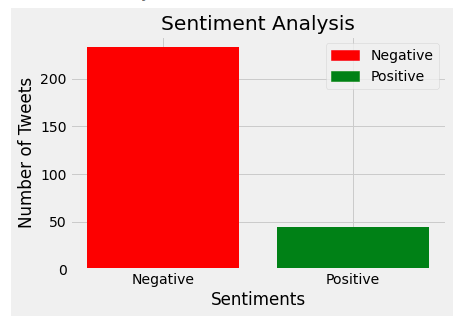 Sentiment Analysis
Negative
Positive
Number of Tweets
200
150
100
50
0
Negative Positive
Sentiments